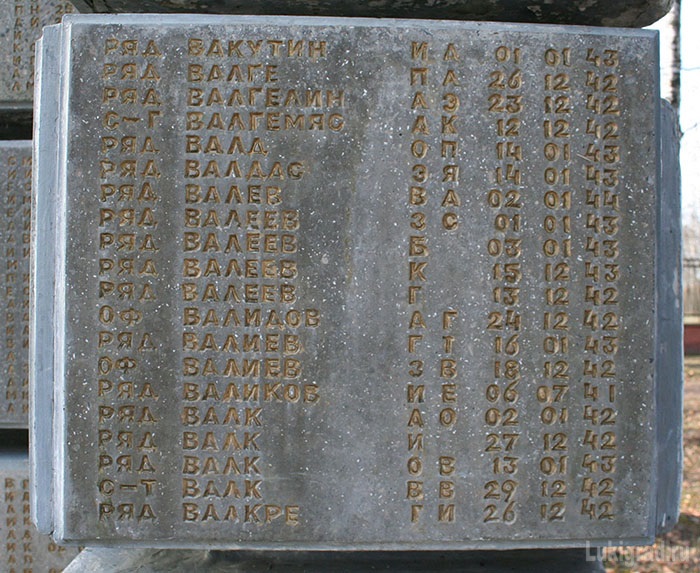 РЯД ВАКУТИН М А 01 01 43
РЯД ВАЛГЕ П А 26 12 42
РЯД ВАЛГЕЛИН А Э 23 12 42
С-Т ВАЛГЕМЯЭ А К 12 12 42
РЯД ВАЛД О П 14 01 43
РЯД ВАЛДАС Э Я 14 01 43
РЯД ВАЛЕВ В А 02 01 44
РЯД ВАЛЕЕВ З С 01 01 43
РЯД ВАЛЕЕВ Б 03 01 43
РЯД ВАЛЕЕВ К 15 12 42
РЯД ВАЛЕЕВ Г 13 12 42
ОФ ВАЛИДОВ А Г 24 12 42
РЯД ВАЛИЕВ Г Т 16 01 43
ОФ ВАЛИЕВ З В 18 12 42
РЯД ВАЛИКОВ И Е 06 07 41
РЯД ВАЛК А О 02 01 42
РЯД ВАЛК И 27 12 42
РЯД ВАЛК О В 13 01 43
С-Т ВАЛК В В 29 12 42
РЯД ВАЛКРЕ Г И 26 12 42